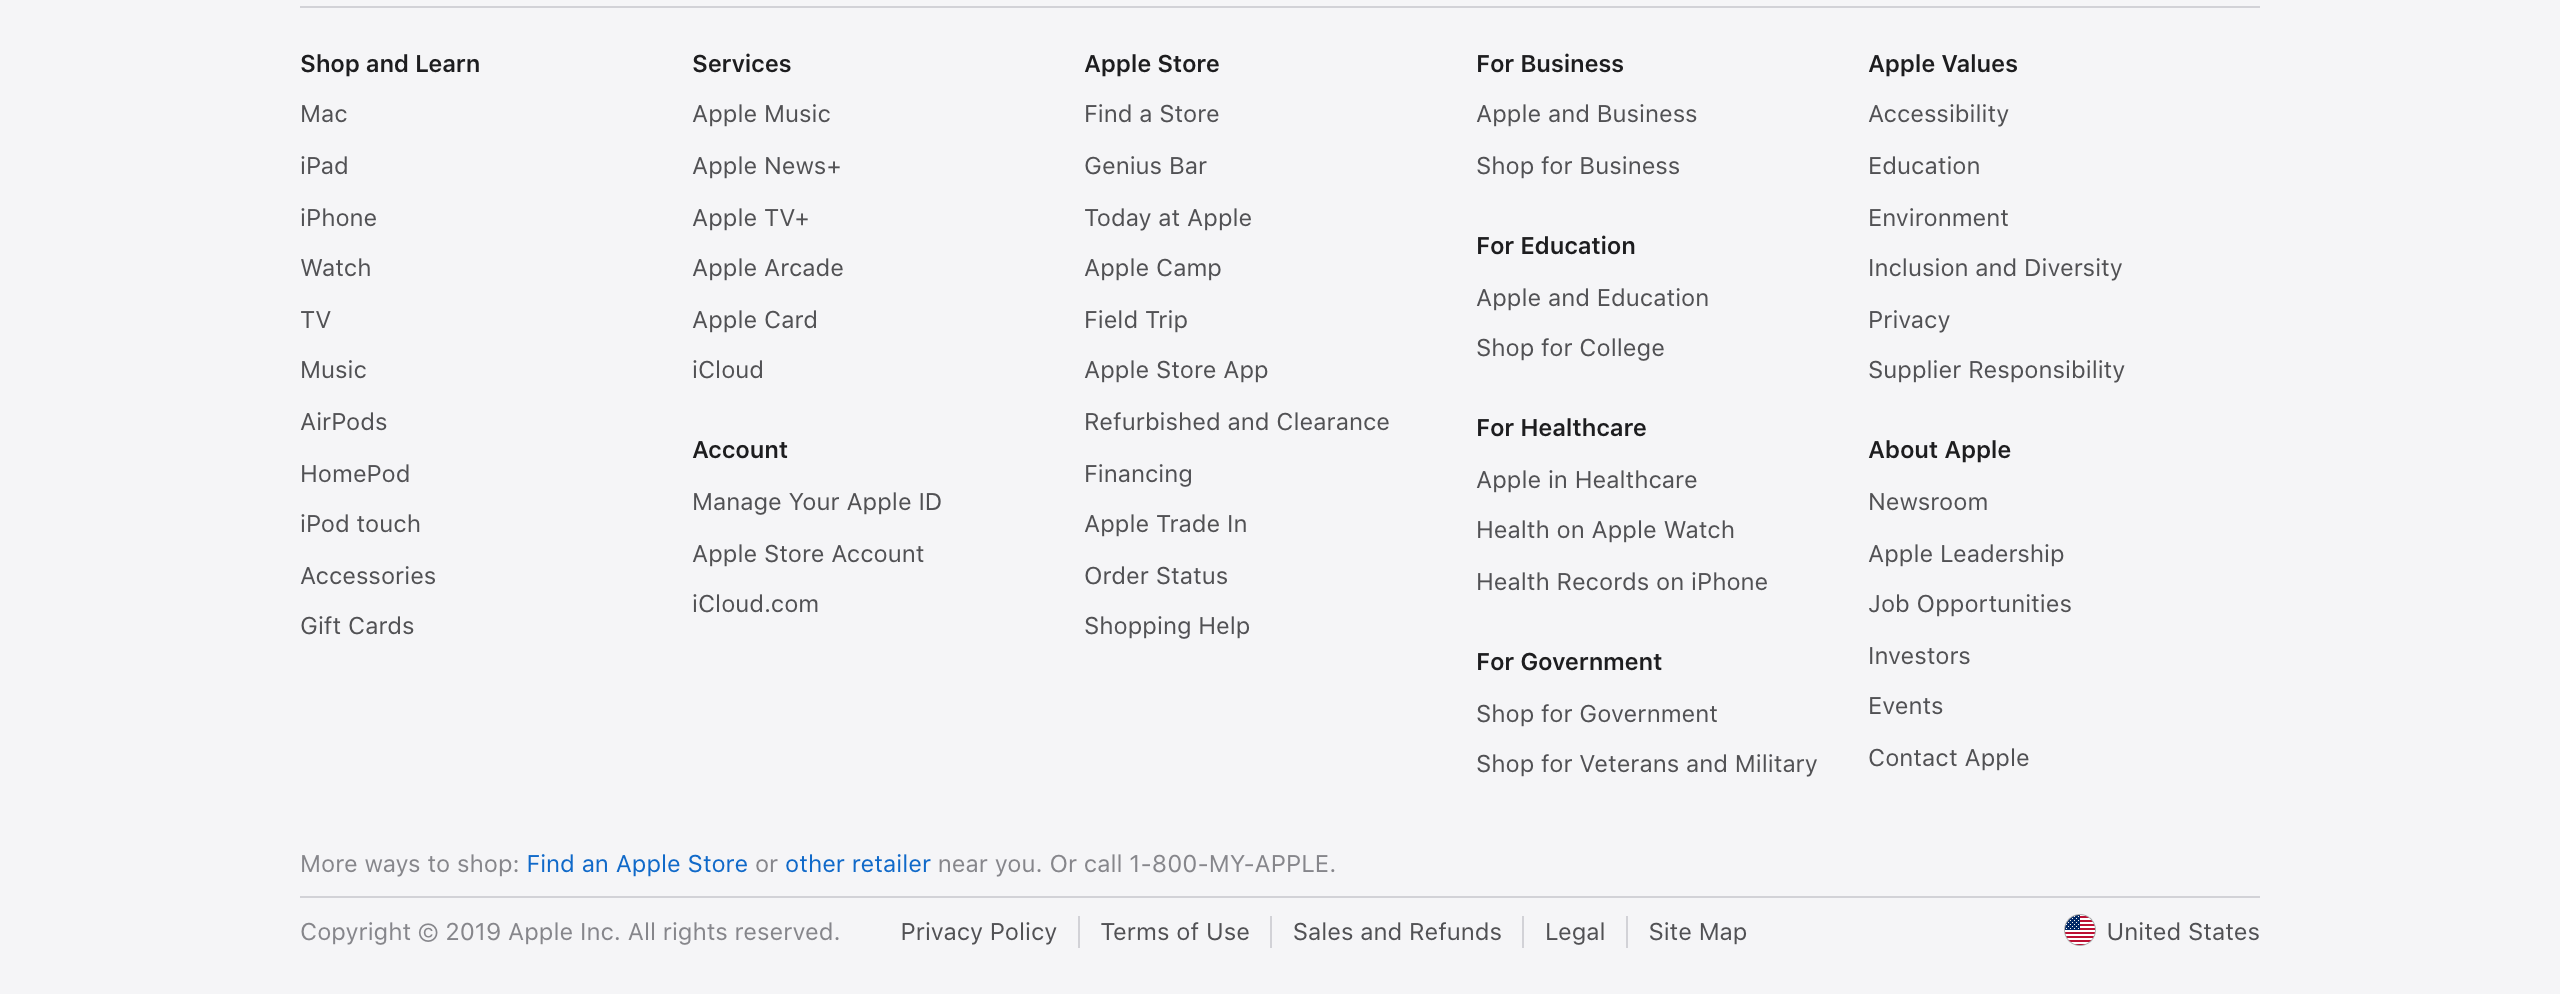 Shop and Learn
Mac
iPad
iPhone
Watch
TV
Music
AirPods
HomePod
iPod touch
Accessories
Gift Cards
Services
Apple Music
Apple News+
Apple TV+
Apple Arcade
Apple Card
iCloud
Account
Manage Your Apple ID
Apple Store Account
iCloud.com
Apple Store
Find a Store
Genius Bar
Today at Apple
Apple Camp
Field Trip
Apple Store App
Refurbished and Clearance
Financing
Apple Trade In
Order Status
Shopping Help
For Business
Apple and Business
Shop for Business
For Education
Apple and Education
Shop for College
For Healthcare
Apple in Healthcare
Health on Apple Watch
Health Records on iPhone
For Government
Shop for Government
Shop for Veterans and Military
Apple Values
Accessibility
Education
Environment
Inclusion and Diversity
Privacy
Supplier Responsibility
About Apple
Newsroom
Apple Leadership
Job Opportunities
Investors
Events
Contact Apple
More ways to shop: Find an Apple Store or other retailer near you. Or call 1-800-MY-APPLE.
Copyright © 2019 Apple Inc. All rights reserved. Privacy Policy Terms of Use Sales and Refunds Legal Site Map United States